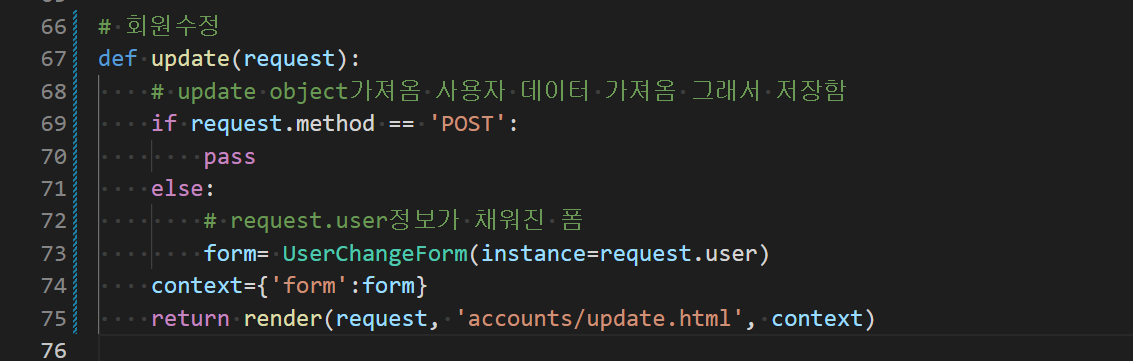 66 # 회원수정
67 def update(request):
68     # update object가져옴 사용자 데이터 가져옴 그래서 저장함
69     if request.method == 'POST':
70         pass
71     else:
72         # request.user정보가 채워진 폼
73         form= UserChangeForm(instance=request.user)
74     context={'form':form}
75     return render(request, 'accounts/update.html', context)
76